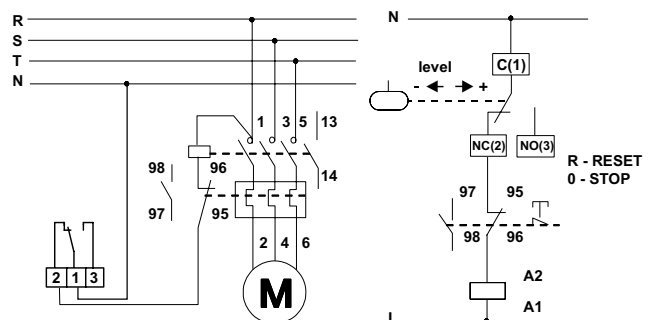 R
S
T
N
1 3 5 13
98 96
14
97 95
2 4 6
2 1 3
M
N
C(1)
level
- +
NC(2) NO(3)
R - RESET
0 - STOP
97 95
98 96
A2
A1
L